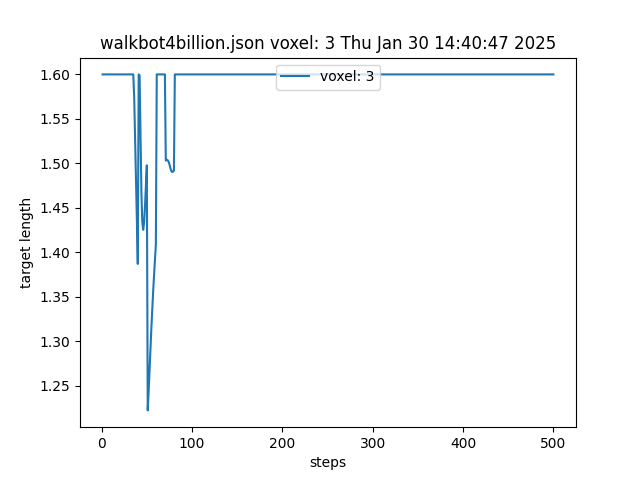 walkbot4billion.json voxel: 3 Thu Jan 30 14:40:47 2025
voxel: 3
target length
1.60
1.55
1.50
1.45
1.40
1.35
1.30
1.25
0 100 200 300 400 500
steps